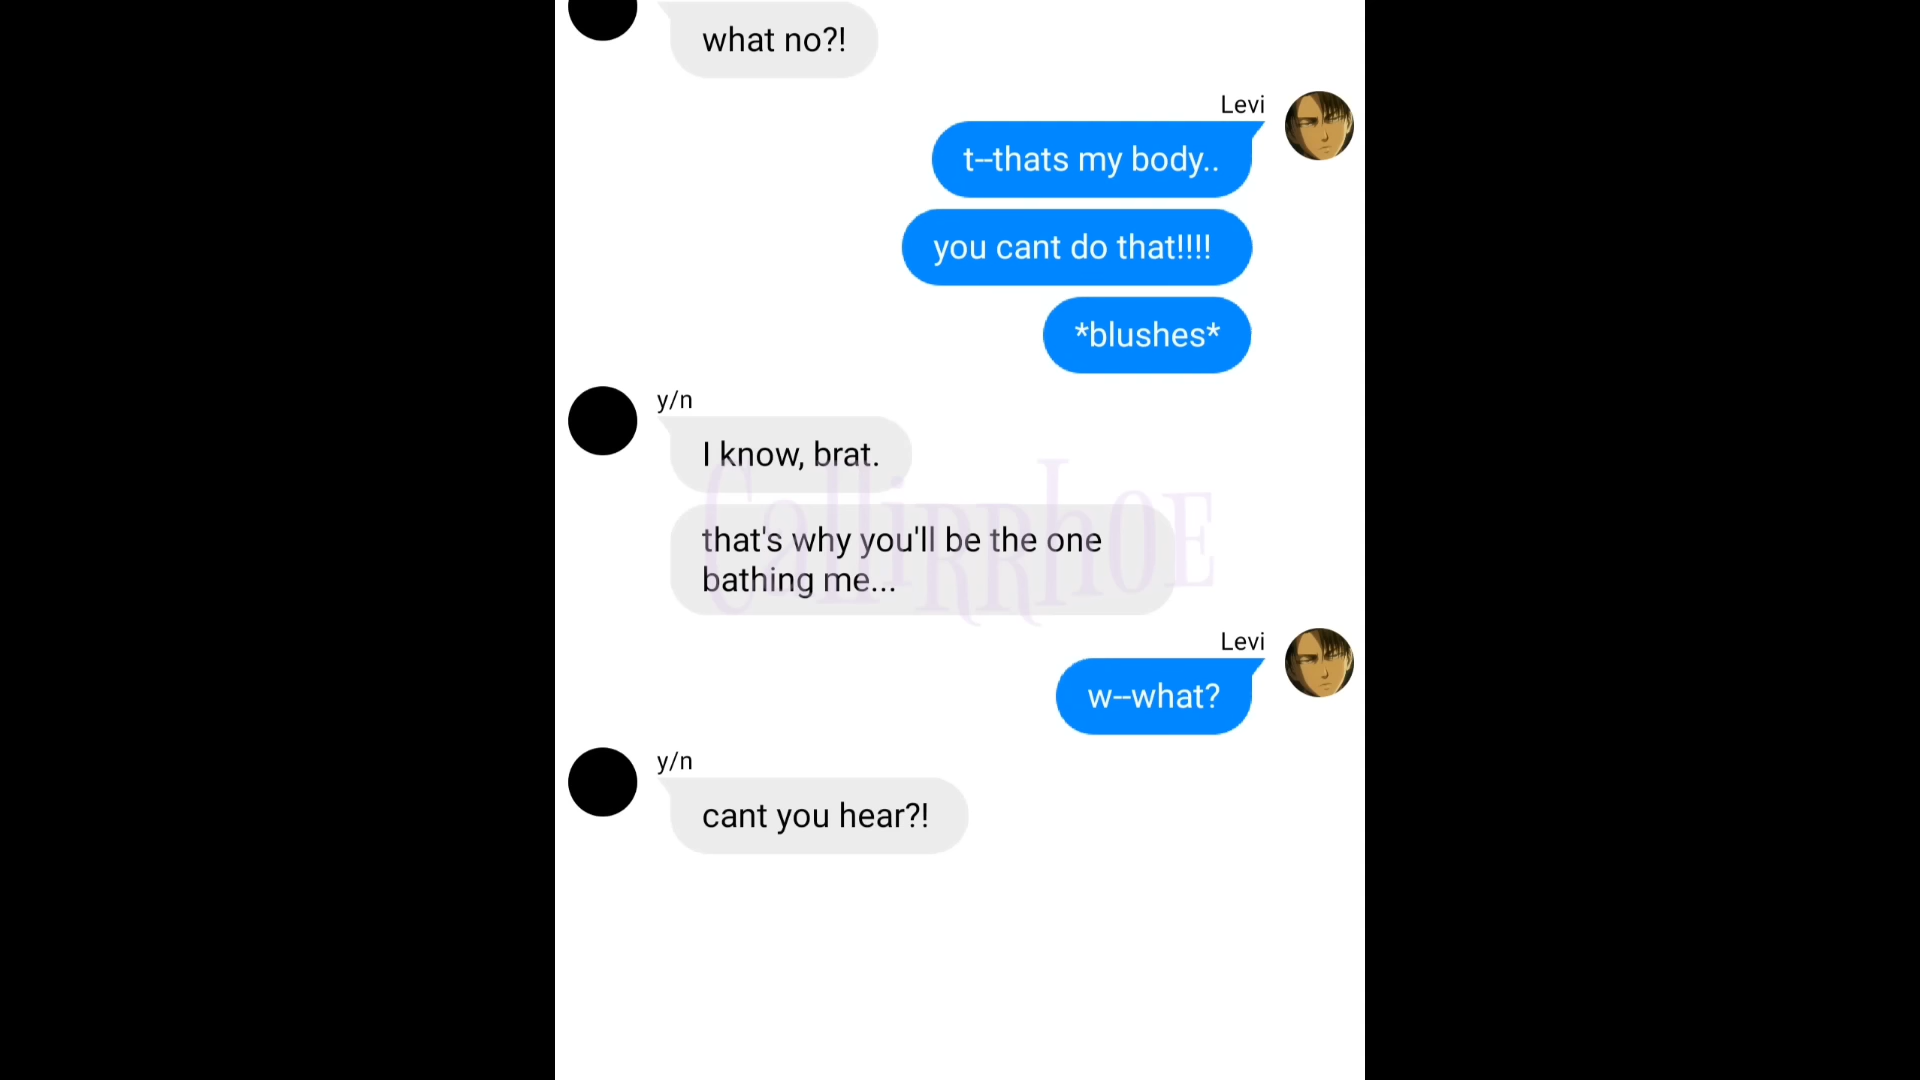 what no?!
Levi
t--thats my body..
you cant do that!!!!
*blushes*
y/n
I know, brat.
that's why you'll be the one
bathing me...
CalliRRhOE
Levi
w--what?
y/n
cant you hear?!